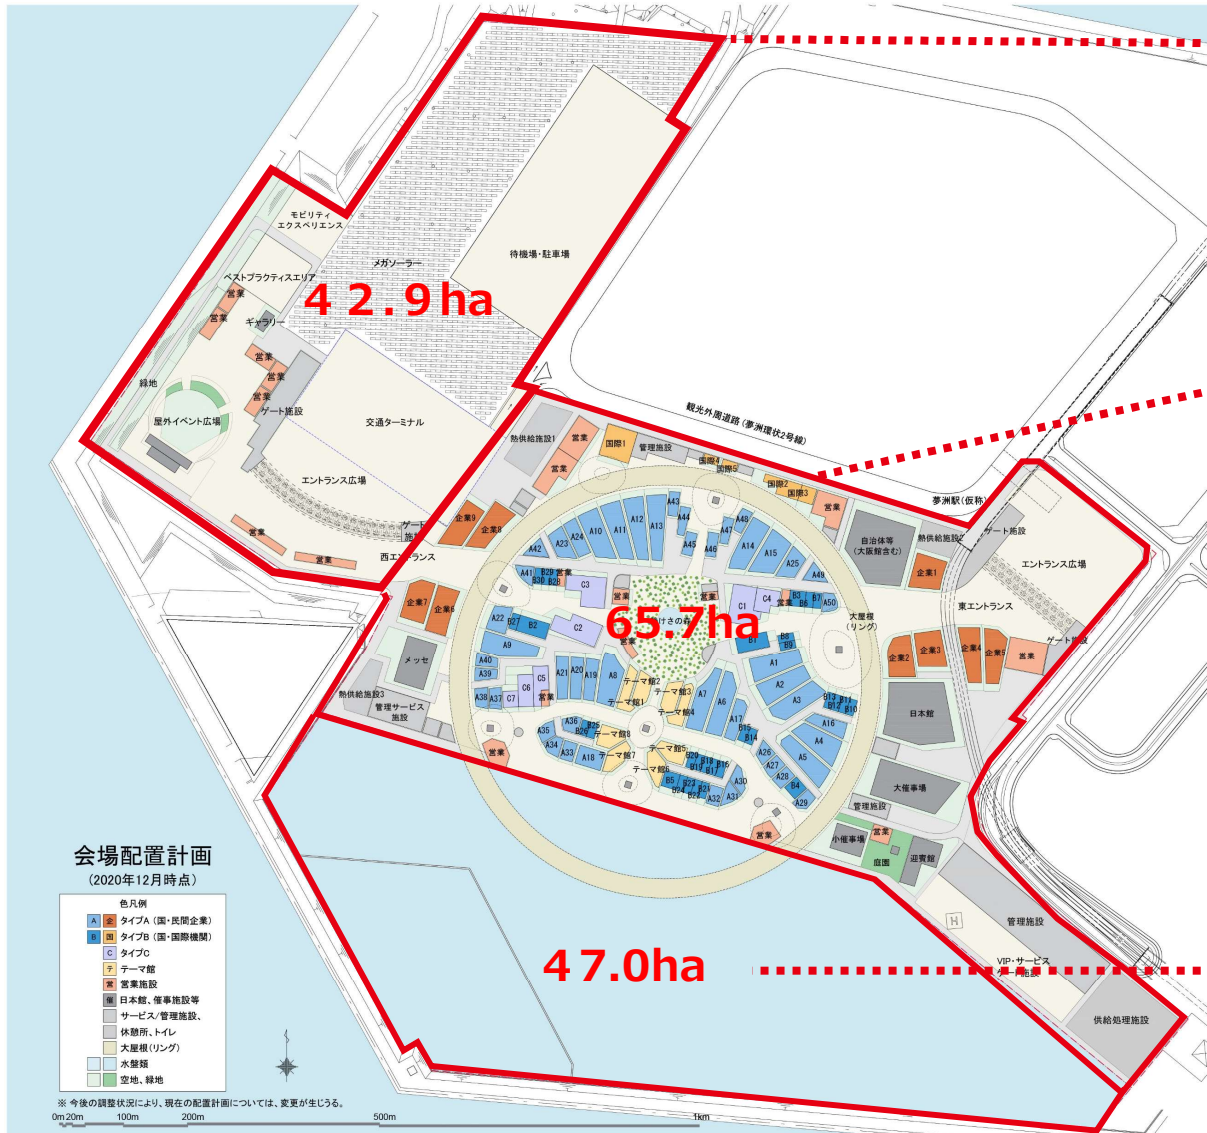 モビリティ
エクスペリエンス
待機場・駐車場
メガソーラー
ベストプラクティスエリア
42.9ha
営業
営業
ギャラリー
営業
営業
営業
緑地
ゲート施設
屋外イベント広場
交通ターミナル
エントランス広場
営業
営業
ゲート
施設
西エントランス
観光外周道路(夢洲環状2号線)
熱供給施設1
営業
営業
国際1
管理施設
国際4
国際5
国際2
国際3
営業
夢洲駅(仮称)
ゲート施設
自治体等
(大阪館含む)
熱供給施設2
企業1
エントランス広場
東エントランス
ゲート施設
企業9
企業8
A42
A23
A24
A10
A11
A12
A13
A43
A44
A45
A46
A47
A48
A14
A15
A25
A49
A41
B29
B30
B28
営業
C3
営業
営業
C1
C4
営業
B3
B6
B7
A50
大屋根
(リング)
企業7
企業6
A22
B27
B2
C2
65.7ha
営業
B1
B8
B9
企業2
企業3
企業4
企業5
営業
メッセ
A9
A40
A39
A38
A37
C7
C6
C5
営業
A21
A20
A19
A8
テーマ館2
テーマ館3
テーマ館1
テーマ館4
A7
A6
A17
A1
A2
A3
B13
B11
B12
B10
A16
A4
A5
日本館
熱供給施設3
管理サービス
施設
営業
A35
A36
B25
B26
テーマ館8
A34
A33
A18
テーマ館7
テーマ館5
テーマ館6
B20
B18
B16
B19
B17
B15
B14
B5
B23
B24
B21
B22
A32
A31
A30
A26
A27
A28
B4
A29
営業
大催事場
管理施設
小催事場
営業
庭園
迎賓館
H
管理施設
VIP・サービス
ゲート施設
供給処理施設
47.0ha
会場配置計画
(2020年12月時点)
色凡例
A 企 タイプA(国・民間企業)
B 国 タイプB(国・国際機関)
C タイプC
テ テーマ館
営 営業施設
催 日本館、催事施設等
サービス/管理施設、
休憩所、トイレ
大屋根(リング)
水盤類
空地、緑地
※ 今後の調整状況により、現在の配置計画については、変更が生じうる。
0m 20m 100m 200m 500m 1km